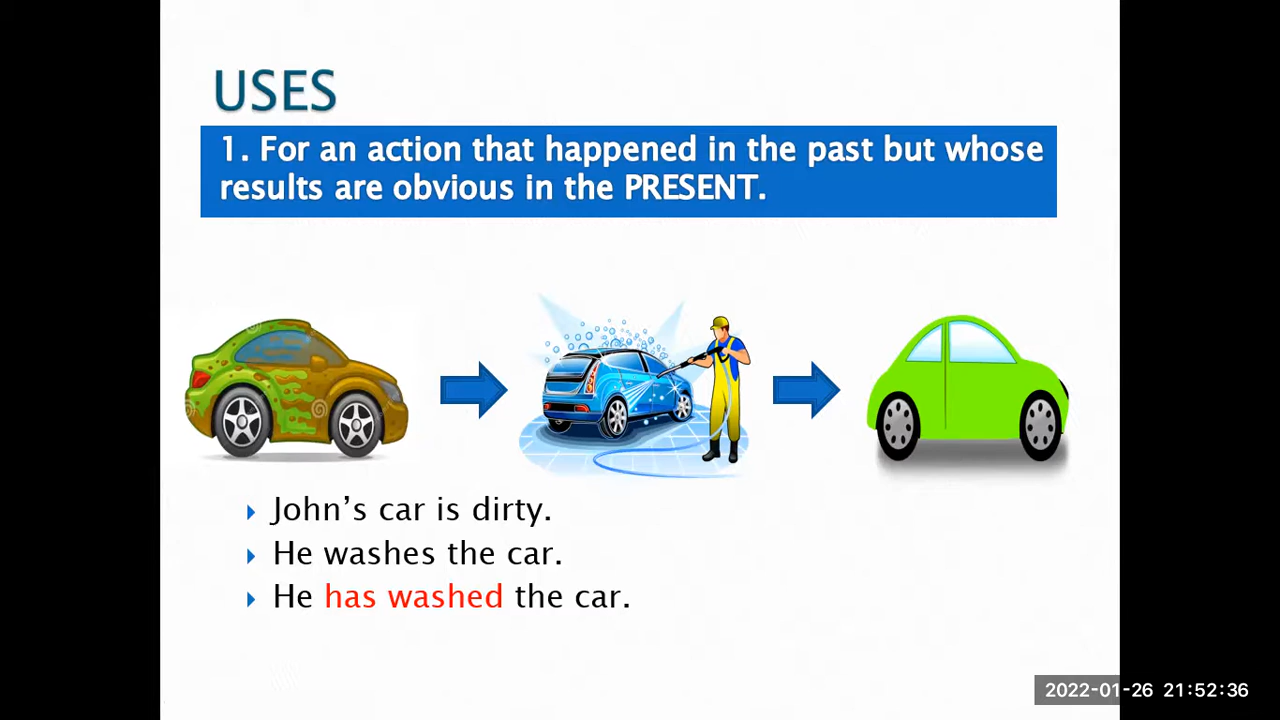 USES
1. For an action that happened in the past but whose
results are obvious in the PRESENT.
John’s car is dirty.
He washes the car.
He has washed the car.
2022-01-26 21:52:36